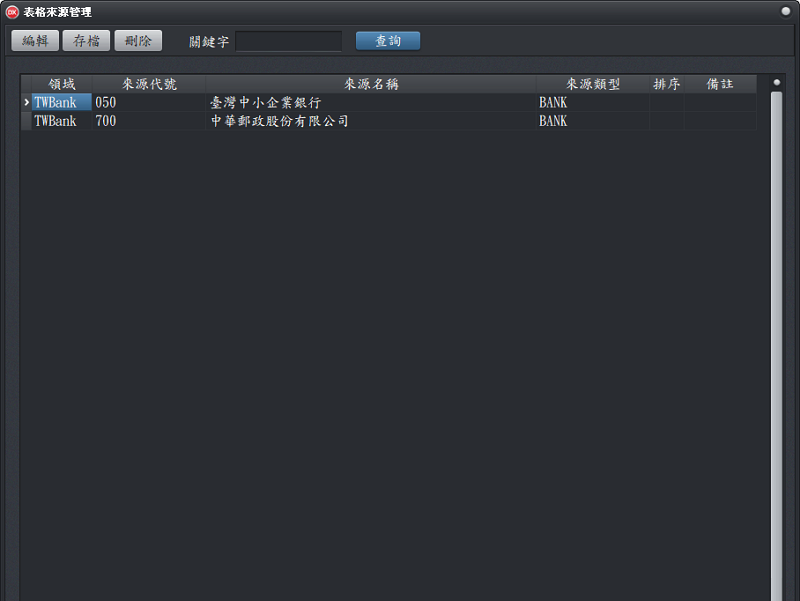 DX 表格來源管理
編輯 存檔 刪除 關鍵字 查詢
領域 來源代號 來源名稱 來源類型 排序 備註
TWBank 050 臺灣中小企業銀行 BANK
TWBank 700 中華郵政股份有限公司 BANK